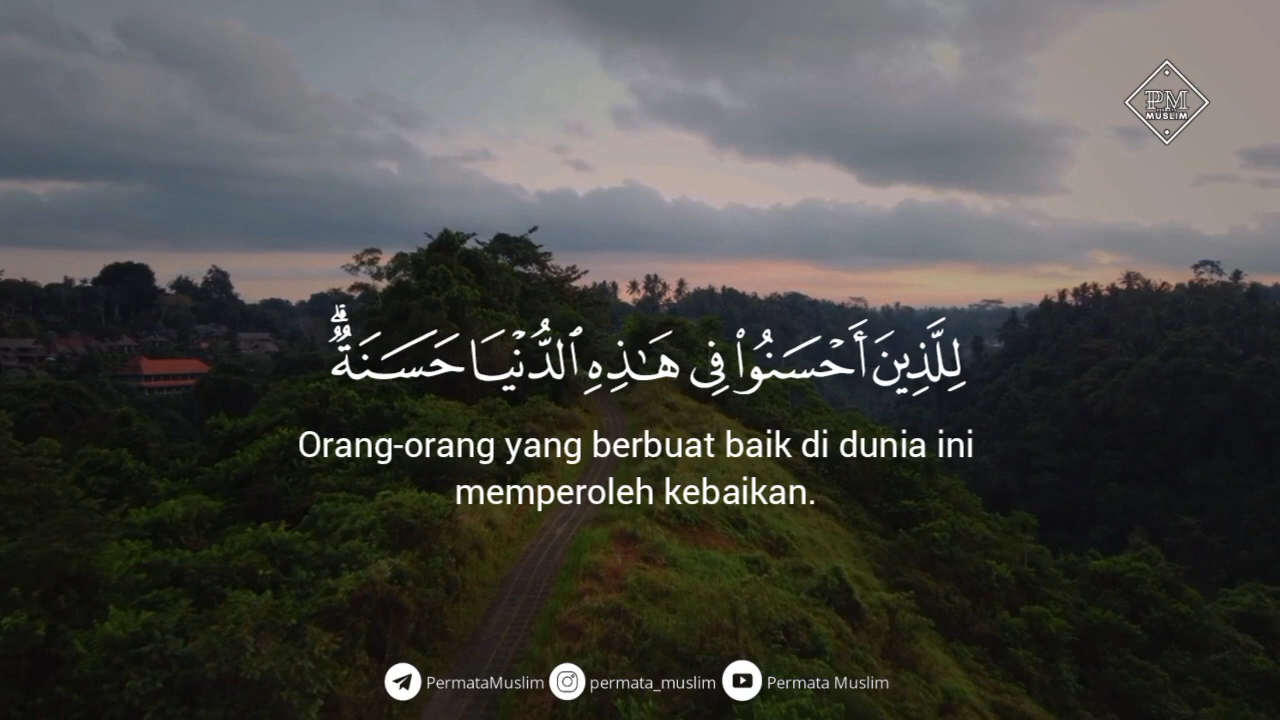 PM
MUSLIM
لِلَّذِينَ أَحۡسَنُواْ فِي هَٰذِهِ ٱلدُّنۡيَا حَسَنَةٞۗ
Orang-orang yang berbuat baik di dunia ini
memperoleh kebaikan.
PermataMuslim permata_muslim Permata Muslim